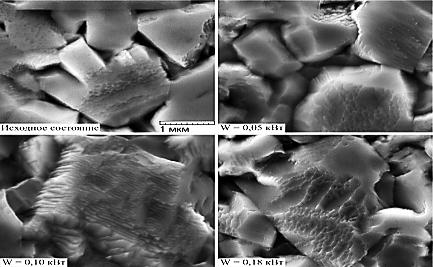 Исходное состояние
1 мкм
W = 0,05 кВт
W = 0,10 кВт
W = 0,18 кВт